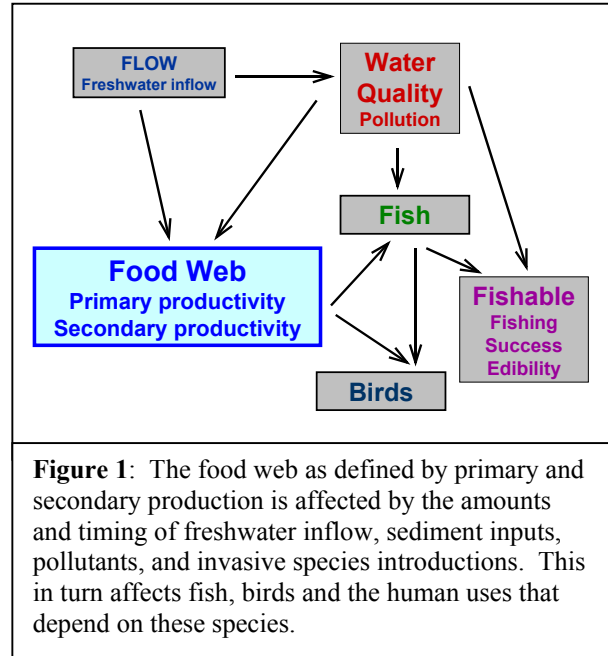 FLOW
Freshwater inflow
Water
Quality
Pollution
Fish
Food Web
Primary productivity
Secondary productivity
Fishable
Fishing
Success
Edibility
Birds
Figure 1:  The food web as defined by primary and
secondary production is affected by the amounts
and timing of freshwater inflow, sediment inputs,
pollutants, and invasive species introductions.  This
in turn affects fish, birds and the human uses that
depend on these species.